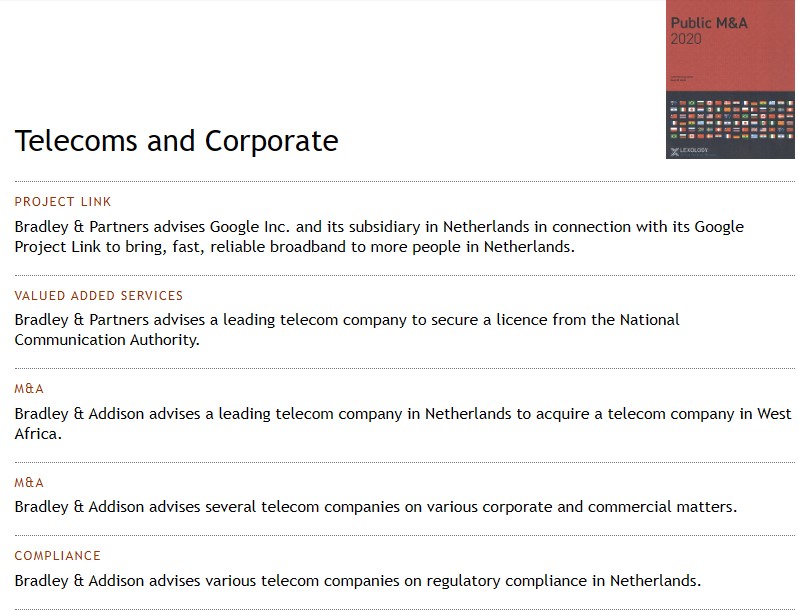 Public M&A
2020
LEXOLOGY
Telecoms and Corporate
PROJECT LINK
Bradley & Partners advises Google Inc. and its subsidiary in Netherlands in connection with its Google
Project Link to bring, fast, reliable broadband to more people in Netherlands.
VALUED ADDED SERVICES
Bradley & Partners advises a leading telecom company to secure a licence from the National
Communication Authority.
M&A
Bradley & Addison advises a leading telecom company in Netherlands to acquire a telecom company in West
Africa.
M&A
Bradley & Addison advises several telecom companies on various corporate and commercial matters.
COMPLIANCE
Bradley & Addison advises various telecom companies on regulatory compliance in Netherlands.